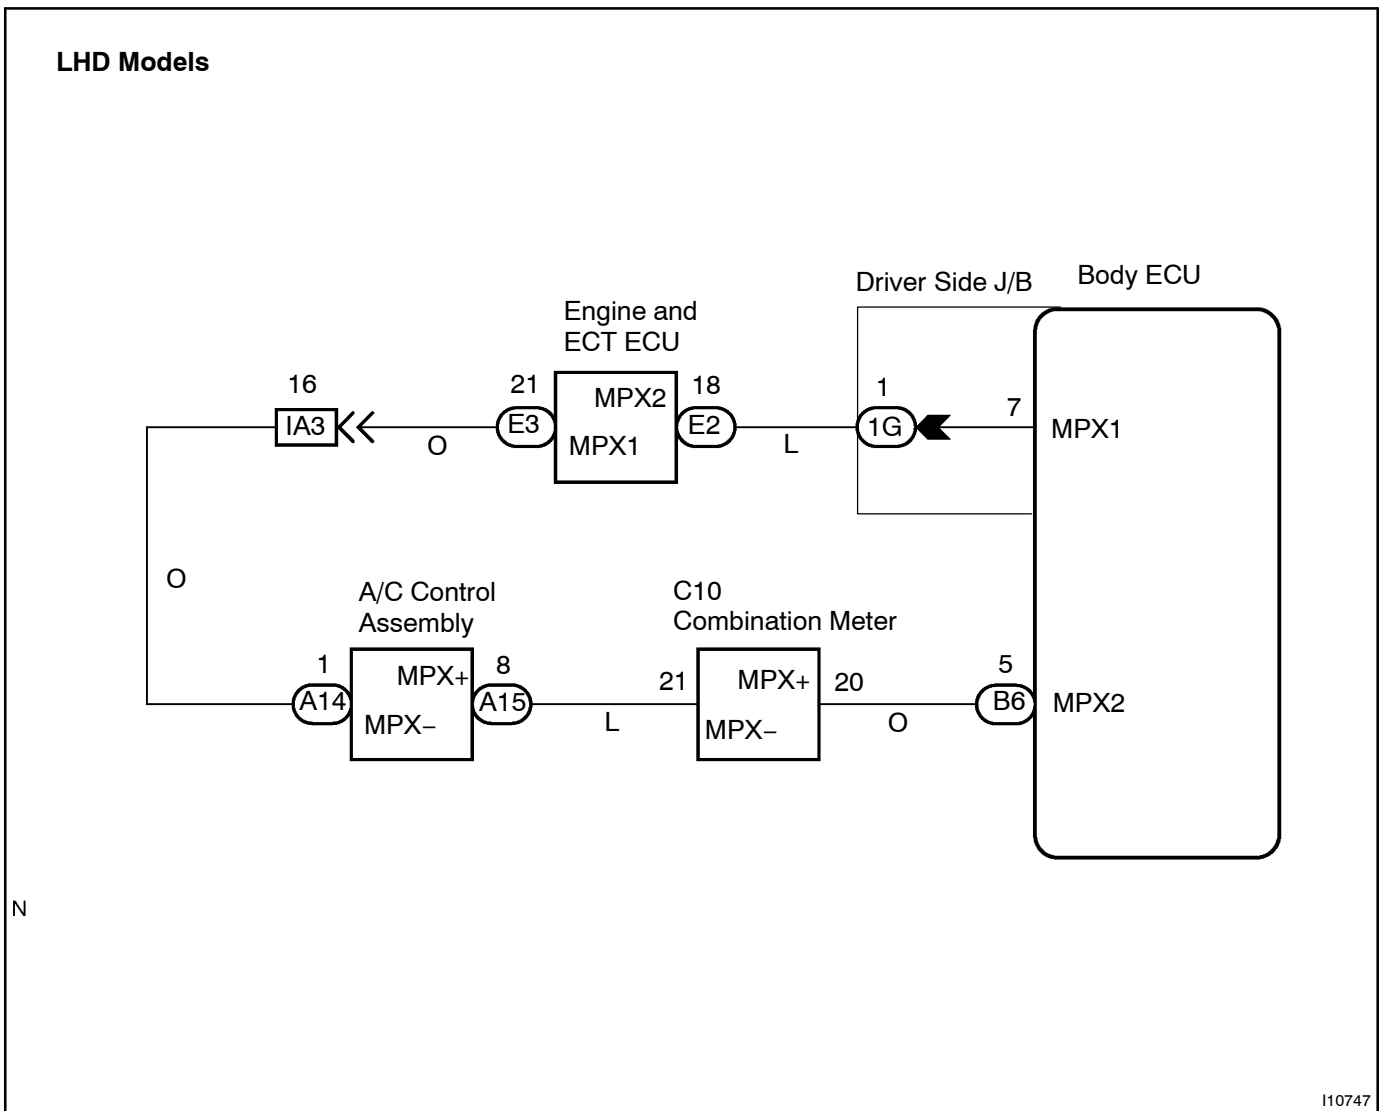 LHD Models
Driver Side J/B
Body ECU
Engine and
ECT ECU
16
21
MPX2
18
1
7
IA3
E3
MPX1
E2
1G
MPX1
O
L
O
A/C Control
Assembly
C10
Combination Meter
1
MPX+
8
21
MPX+
20
5
A14
MPX−
A15
MPX−
B6
MPX2
L
O
N
I10747